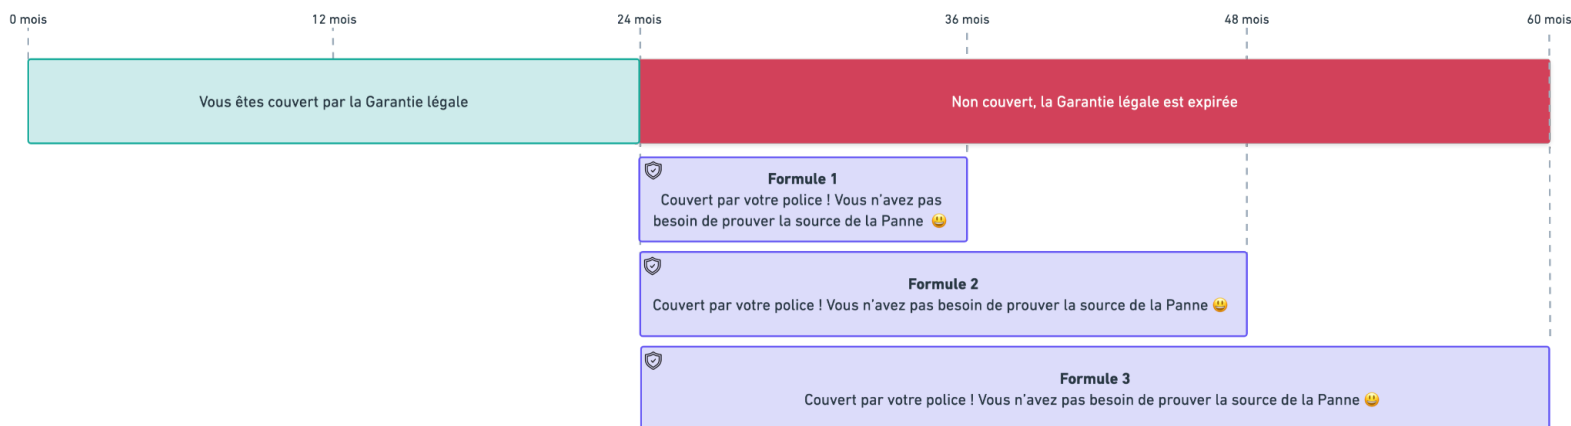 0 mois
12 mois
24 mois
36 mois
48 mois
60 mois
Vous êtes couvert par la Garantie légale
Non couvert, la Garantie légale est expirée
Formule 1
Couvert par votre police ! Vous n’avez pas
besoin de prouver la source de la Panne 😃
Formule 2
Couvert par votre police ! Vous n’avez pas besoin de prouver la source de la Panne 😃
Formule 3
Couvert par votre police ! Vous n’avez pas besoin de prouver la source de la Panne 😃